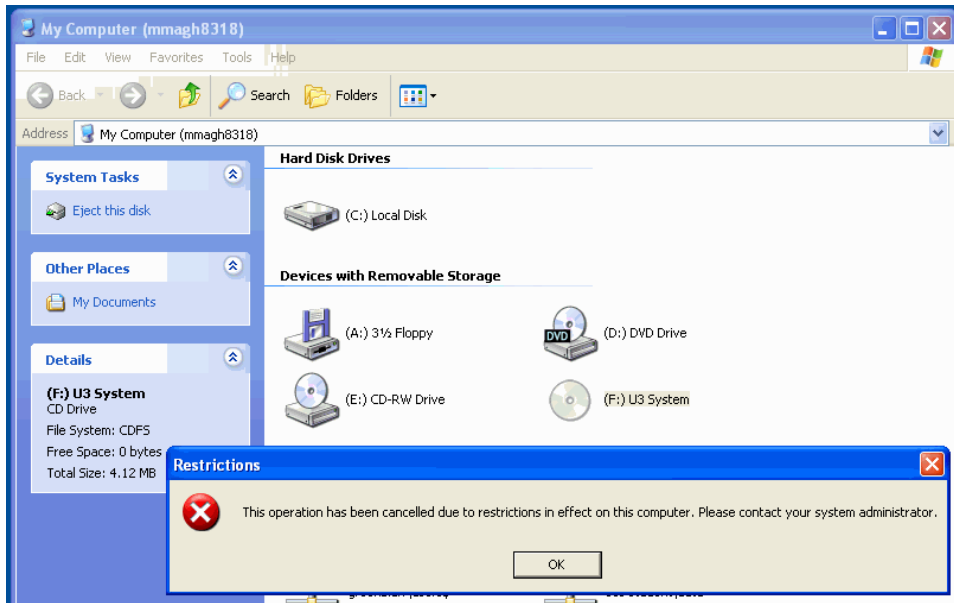 My Computer (mmagh8318)
File Edit View Favorites Tools Help
Back Search Folders
Address My Computer (mmagh8318)
System Tasks
Eject this disk
Other Places
My Documents
Details
(F:) U3 System
CD Drive
File System: CDFS
Free Space: 0 bytes
Total Size: 4.12 MB
Hard Disk Drives
(C:) Local Disk
Devices with Removable Storage
(A:) 3½ Floppy
DVD
(D:) DVD Drive
(E:) CD-RW Drive
(F:) U3 System
Restrictions
This operation has been cancelled due to restrictions in effect on this computer. Please contact your system administrator.
OK